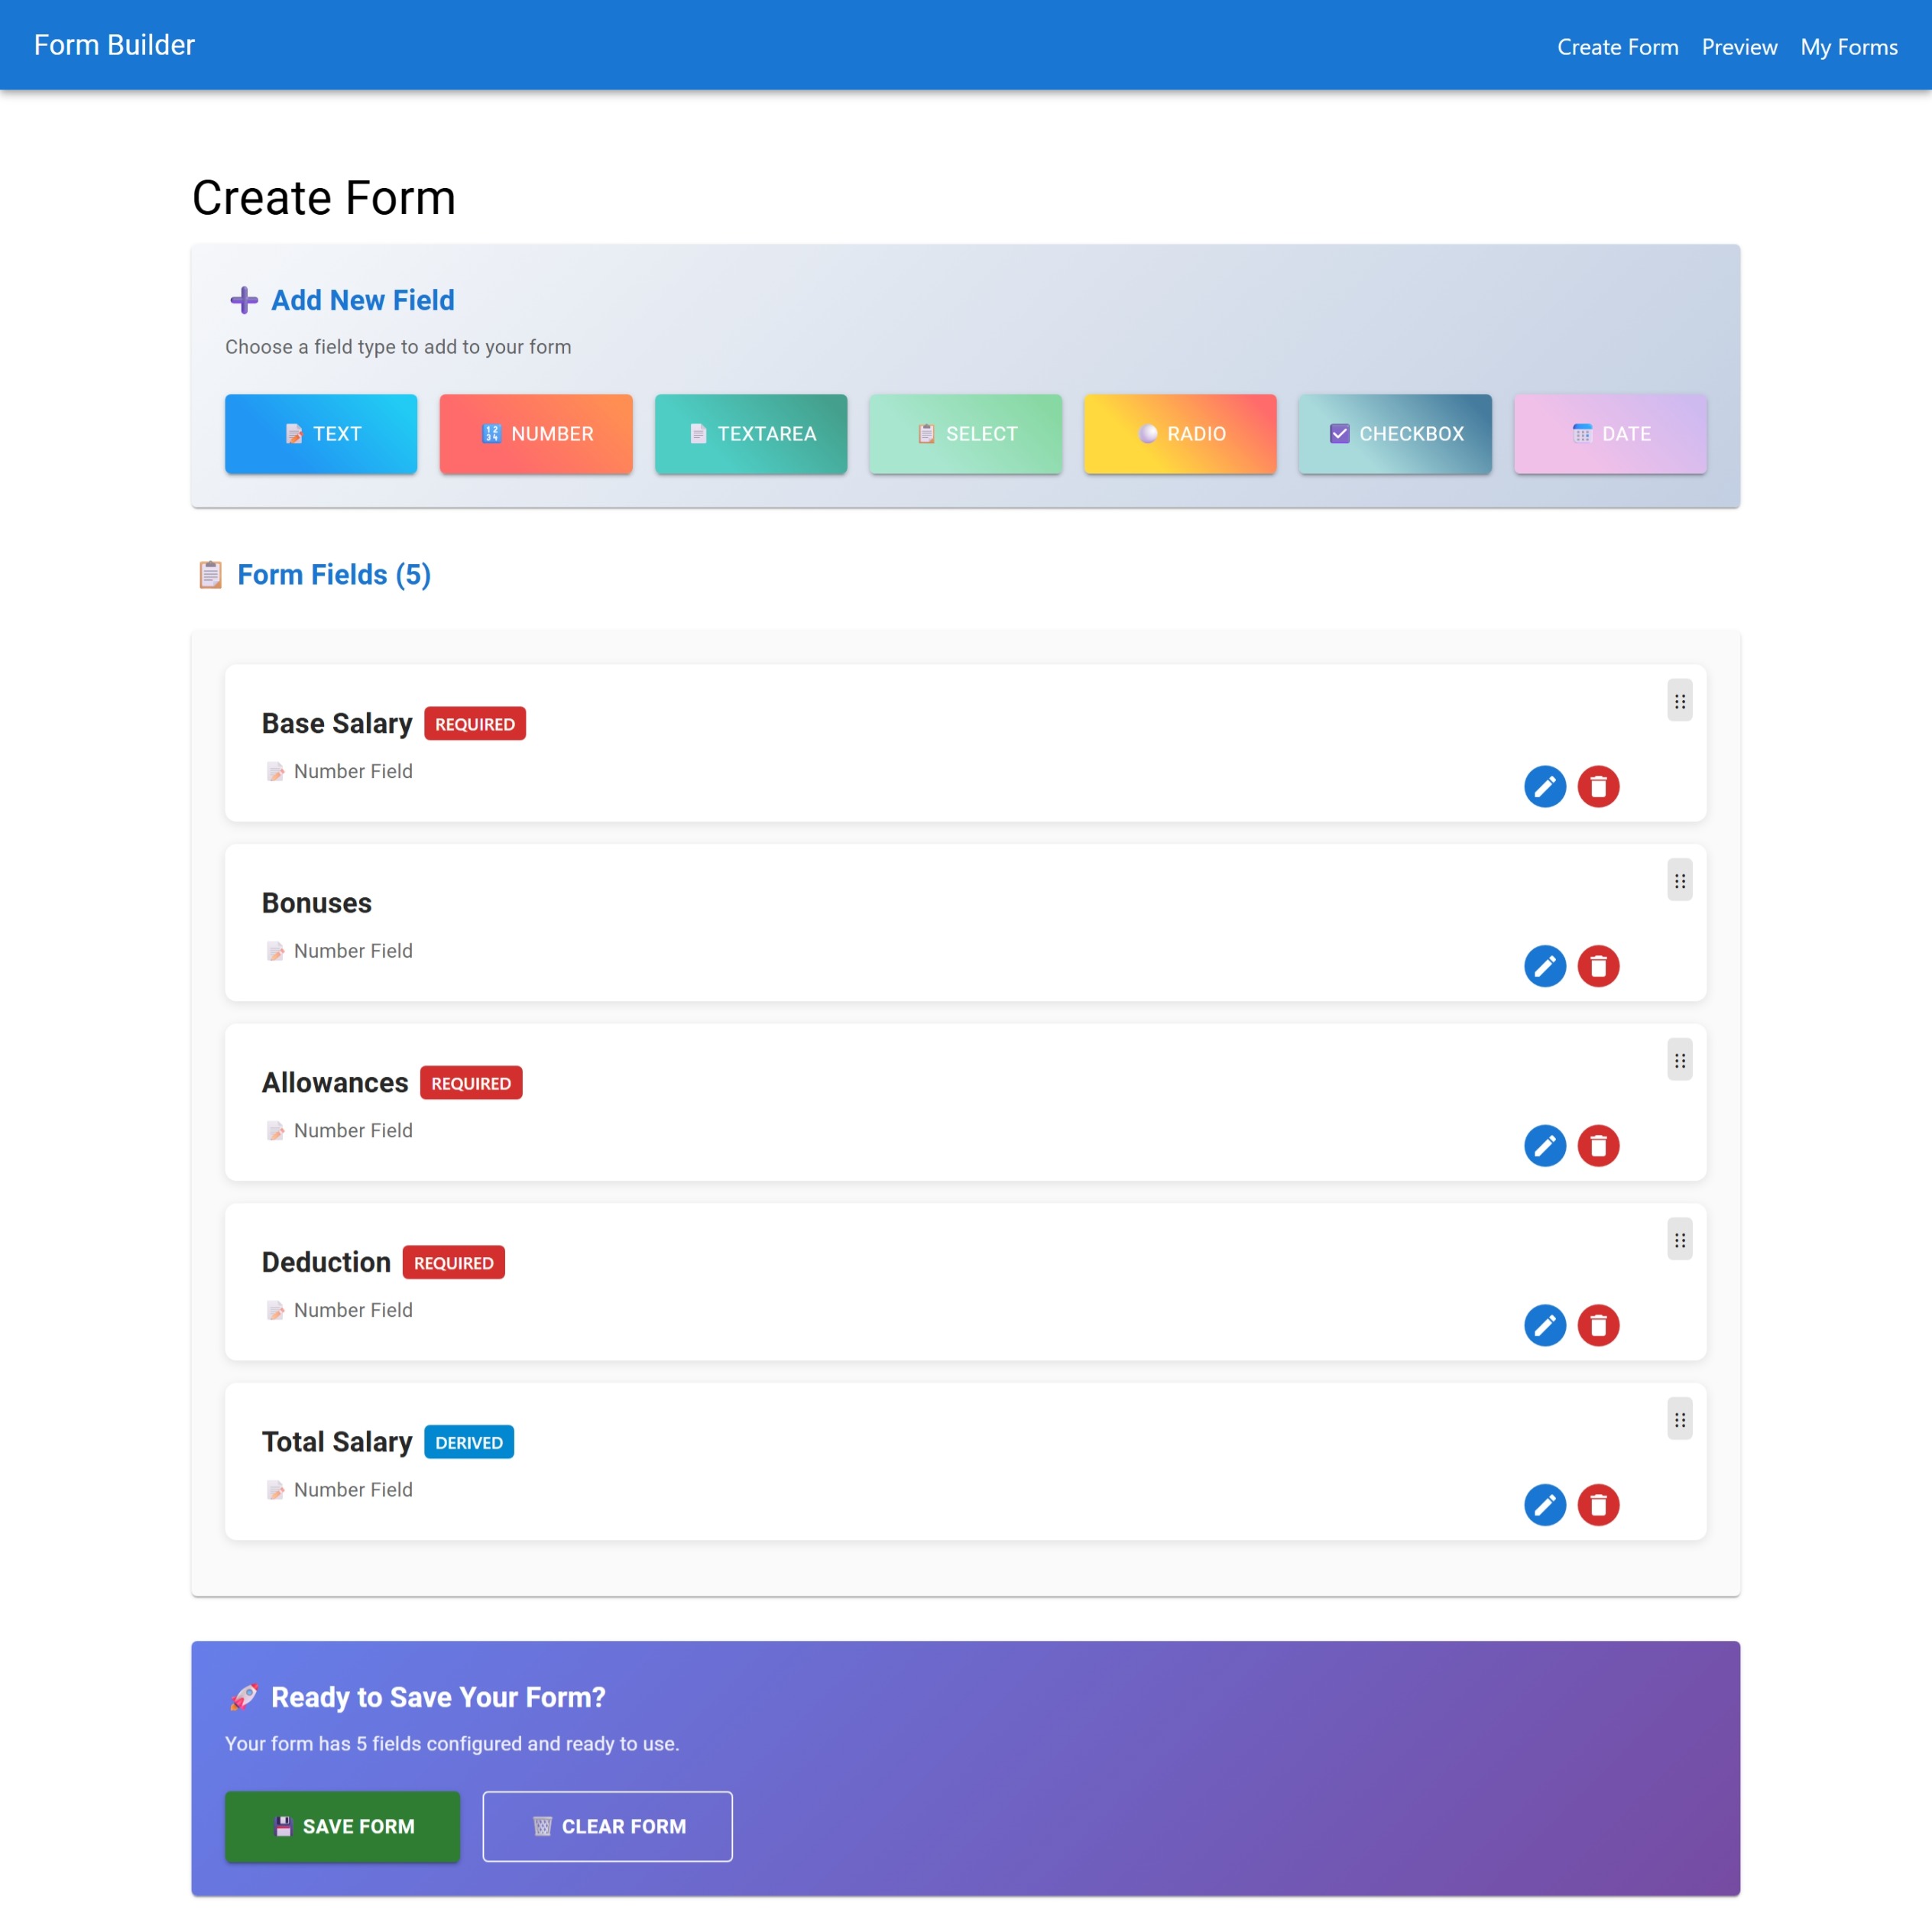 Form Builder
Create Form Preview My Forms
Create Form
Add New Field
Choose a field type to add to your form
TEXT
NUMBER
TEXTAREA
SELECT
RADIO
CHECKBOX
DATE
Form Fields (5)
Base Salary REQUIRED
Number Field
Bonuses
Number Field
Allowances REQUIRED
Number Field
Deduction REQUIRED
Number Field
Total Salary DERIVED
Number Field
Ready to Save Your Form?
Your form has 5 fields configured and ready to use.
SAVE FORM
CLEAR FORM